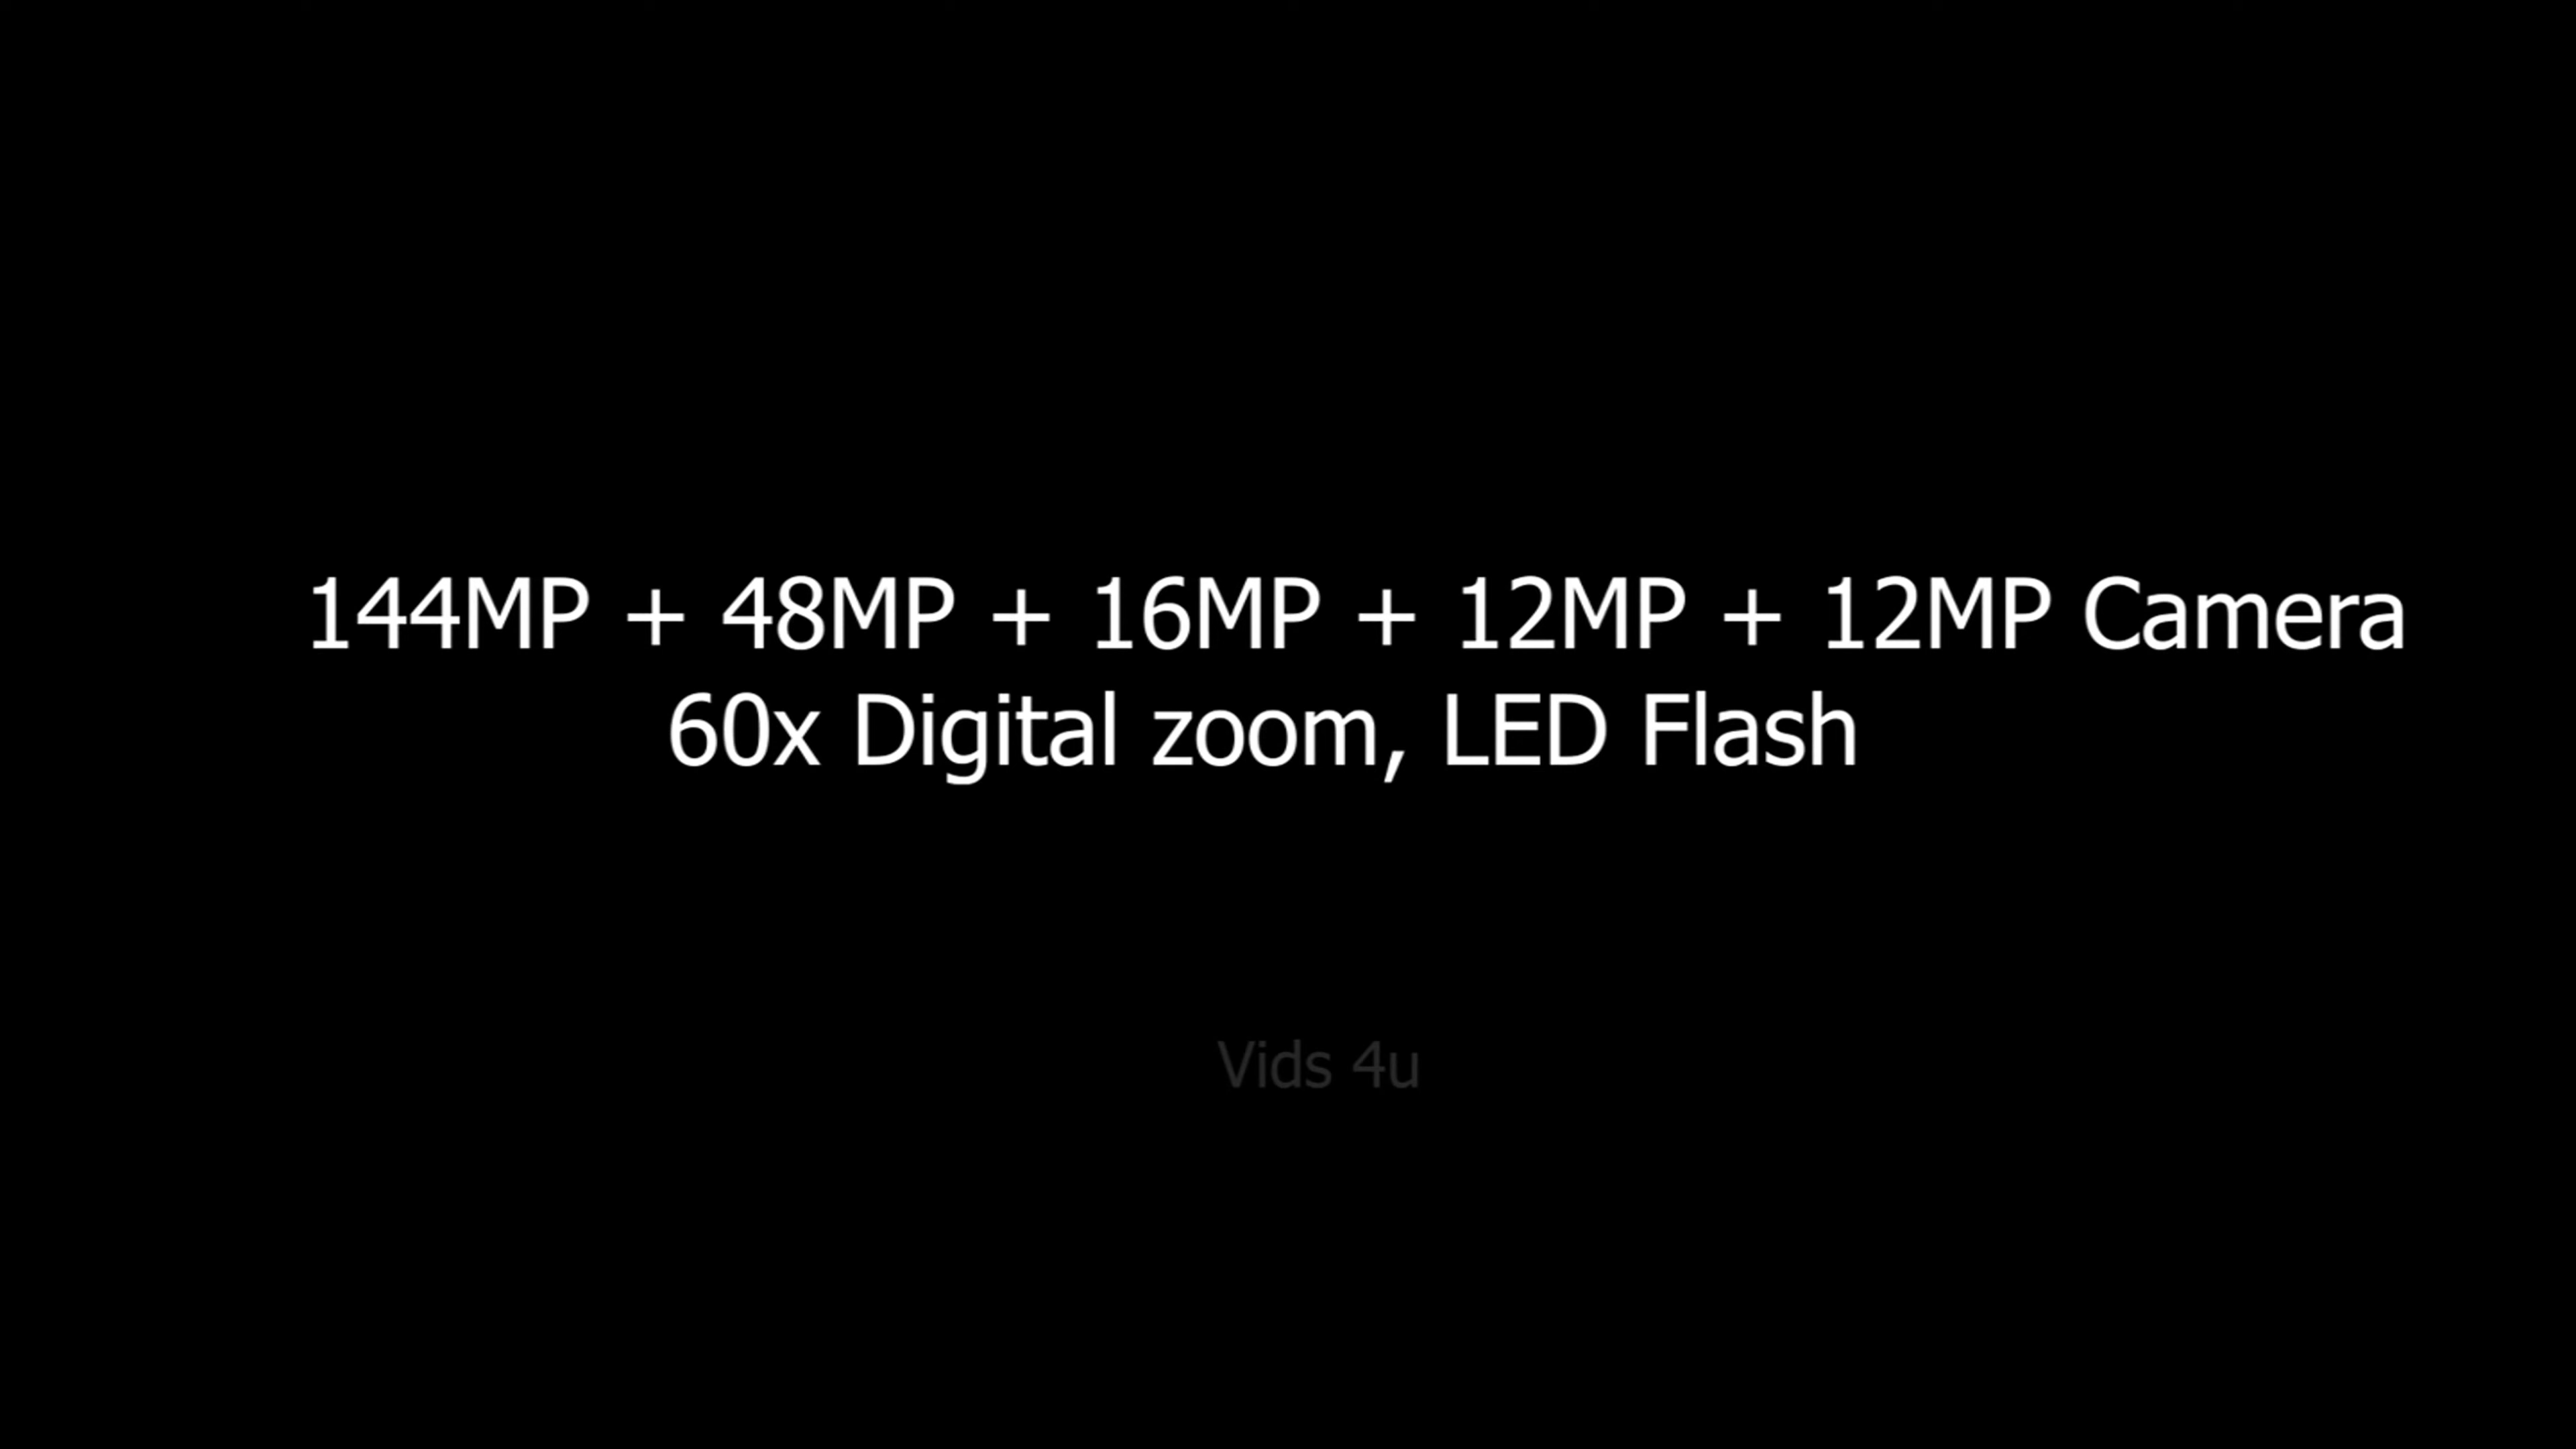 144MP + 48MP + 16MP + 12MP + 12MP Camera
60x Digital zoom, LED Flash
Vids 4u